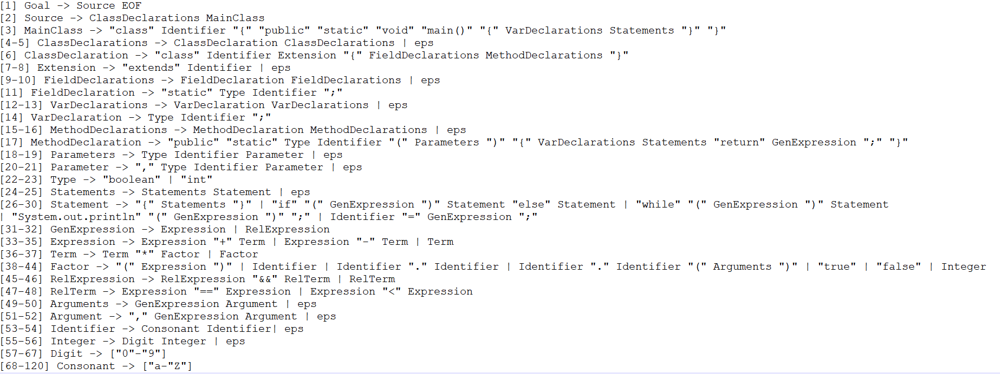 [1] Goal -> Source EOF
[2] Source -> ClassDeclarations MainClass
[3] MainClass -> "class" Identifier "{" "public" "static" "void" "main()" "{" VarDeclarations Statements "}" "}"
[4-5] ClassDeclarations -> ClassDeclaration ClassDeclarations | eps
[6] ClassDeclaration -> "class" Identifier Extension "{" FieldDeclarations MethodDeclarations "}"
[7-8] Extension -> "extends" Identifier | eps
[9-10] FieldDeclarations -> FieldDeclaration FieldDeclarations | eps
[11] FieldDeclaration -> "static" Type Identifier ";"
[12-13] VarDeclarations -> VarDeclaration VarDeclarations | eps
[14] VarDeclaration -> Type Identifier ";"
[15-16] MethodDeclarations -> MethodDeclaration MethodDeclarations | eps
[17] MethodDeclaration -> "public" "static" Type Identifier "(" Parameters ")" "{" VarDeclarations Statements "return" GenExpression ";" "}"
[18-19] Parameters -> Type Identifier Parameter | eps
[20-21] Parameter -> "," Type Identifier Parameter | eps
[22-23] Type -> "boolean" | "int"
[24-25] Statements -> Statements Statement | eps
[26-30] Statement -> "{" Statements "}" | "if" "(" GenExpression ")" Statement "else" Statement | "while" "(" GenExpression ")" Statement
| "System.out.println" "(" GenExpression ")" ";" | Identifier "=" GenExpression ";"
[31-32] GenExpression -> Expression | RelExpression
[33-35] Expression -> Expression "+" Term | Expression "-" Term | Term
[36-37] Term -> Term "*" Factor | Factor
[38-44] Factor -> "(" Expression ")" | Identifier | Identifier "." Identifier | Identifier "." Identifier "(" Arguments ")" | "true" | "false" | Integer
[45-46] RelExpression -> RelExpression "&&" RelTerm | RelTerm
[47-48] RelTerm -> Expression "==" Expression | Expression "<" Expression
[49-50] Arguments -> GenExpression Argument | eps
[51-52] Argument -> "," GenExpression Argument | eps
[53-54] Identifier -> Consonant Identifier| eps
[55-56] Integer -> Digit Integer | eps
[57-67] Digit -> ["0"-"9"]
[68-120] Consonant -> ["a-"Z"]